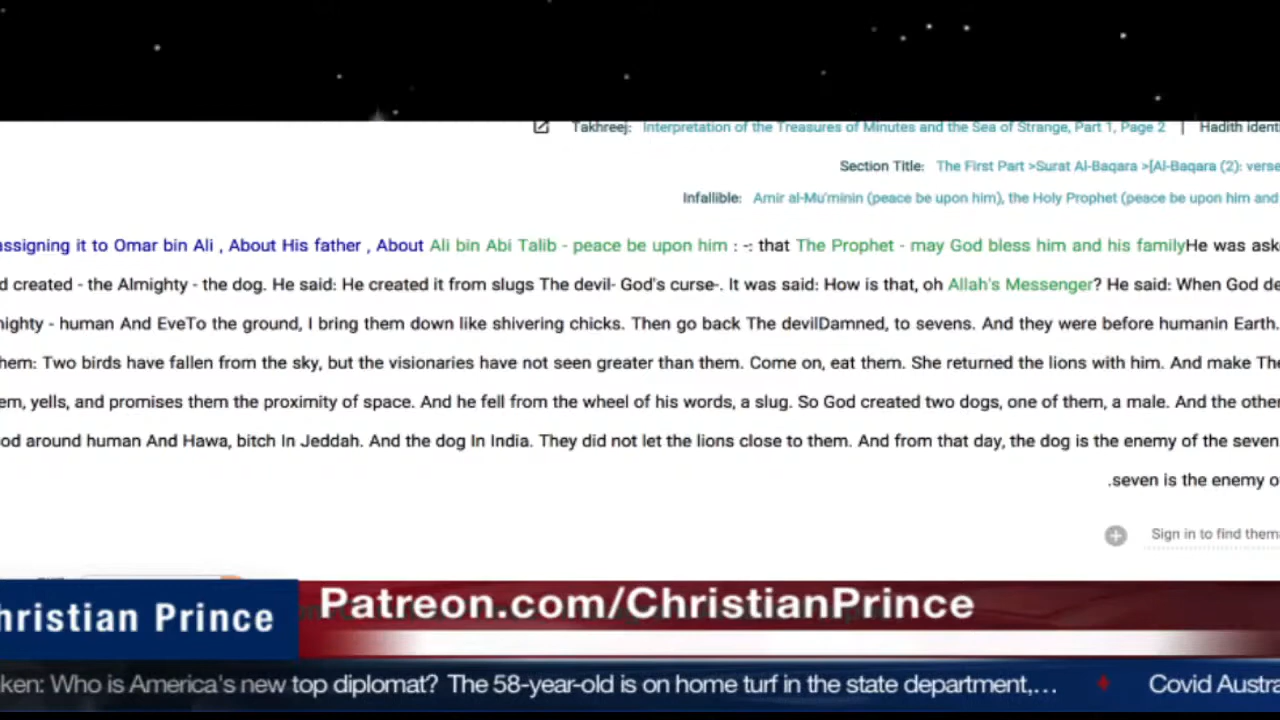 Takhreej: Interpretation of the Treasures of Minutes and the Sea of Strange, Part 1, Page 2 | Hadith identi
Section Title: The First Part >Surat Al-Baqara >[Al-Baqara (2): verse
Infallible: Amir al-Mu'minin (peace be upon him), the Holy Prophet (peace be upon him and
assigning it to Omar bin Ali , About His father , About Ali bin Abi Talib - peace be upon him : -: that The Prophet - may God bless him and his familyHe was ask
d created - the Almighty - the dog. He said: He created it from slugs The devil- God's curse-. It was said: How is that, oh Allah's Messenger? He said: When God de
nighty - human And EveTo the ground, I bring them down like shivering chicks. Then go back The devilDamned, to sevens. And they were before humanin Earth.
hem: Two birds have fallen from the sky, but the visionaries have not seen greater than them. Come on, eat them. She returned the lions with him. And make The
em, yells, and promises them the proximity of space. And he fell from the wheel of his words, a slug. So God created two dogs, one of them, a male. And the othe
od around human And Hawa, bitch In Jeddah. And the dog In India. They did not let the lions close to them. And from that day, the dog is the enemy of the seven
.seven is the enemy o
Sign in to find them
hristian Prince
Patreon.com/ChristianPrince
ken: Who is America's new top diplomat? The 58-year-old is on home turf in the state department,… Covid Austra